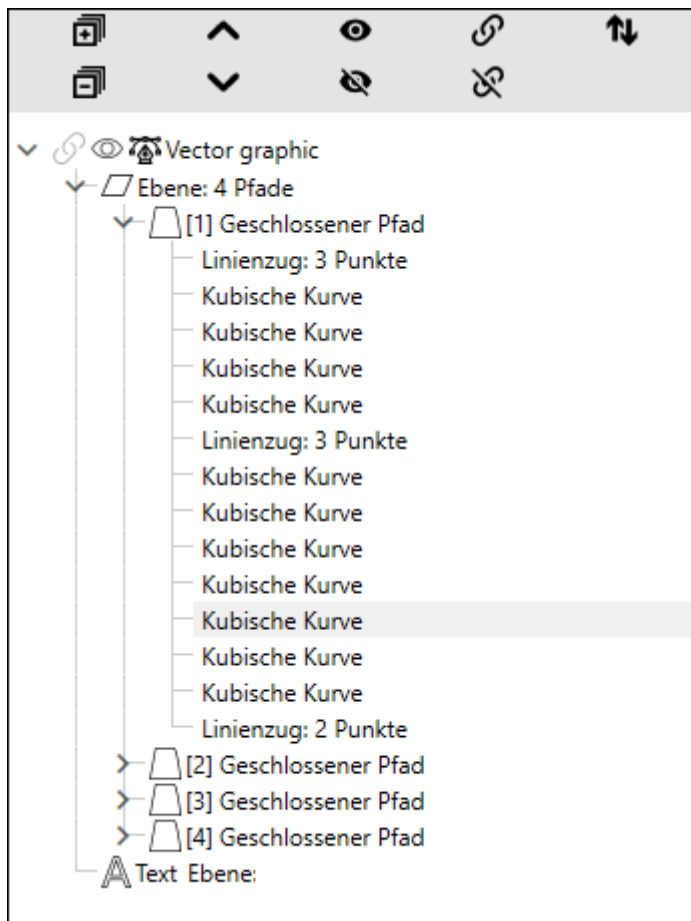 Vector graphic
Ebene: 4 Pfade
[1] Geschlossener Pfad
Linienzug: 3 Punkte
Kubische Kurve
Kubische Kurve
Kubische Kurve
Kubische Kurve
Linienzug: 3 Punkte
Kubische Kurve
Kubische Kurve
Kubische Kurve
Kubische Kurve
Kubische Kurve
Kubische Kurve
Kubische Kurve
Linienzug: 2 Punkte
[2] Geschlossener Pfad
[3] Geschlossener Pfad
[4] Geschlossener Pfad
Text Ebene: